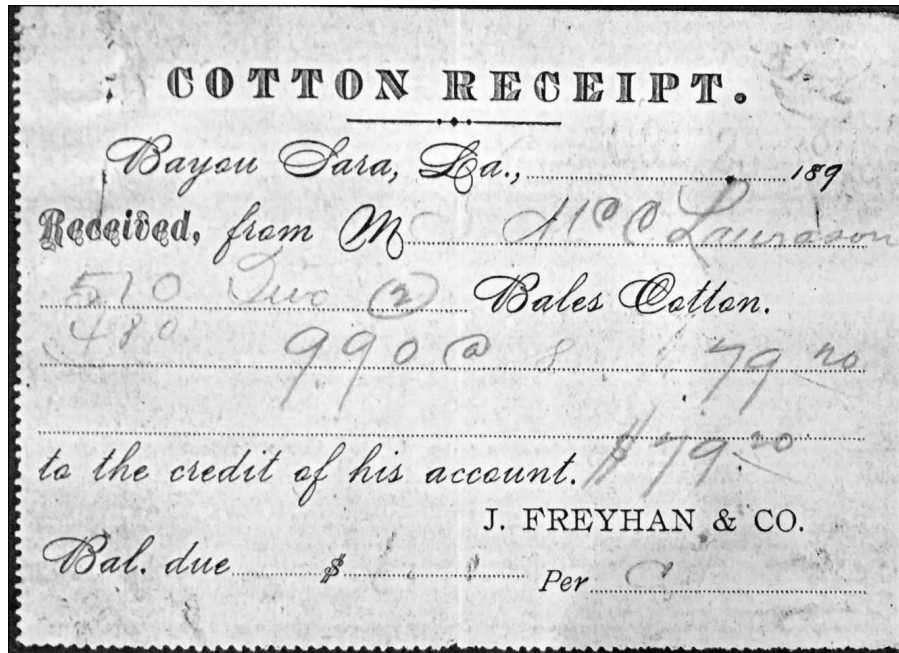 COTTON RECEIPT.
Bayou Sara, La., 189
Received, from M Laurason
510 Two (2) Bales Cotton.
480 990 @ 8 79 20
to the credit of his account. $79 20
J. FREYHAN & CO.
Bal. due $ Per